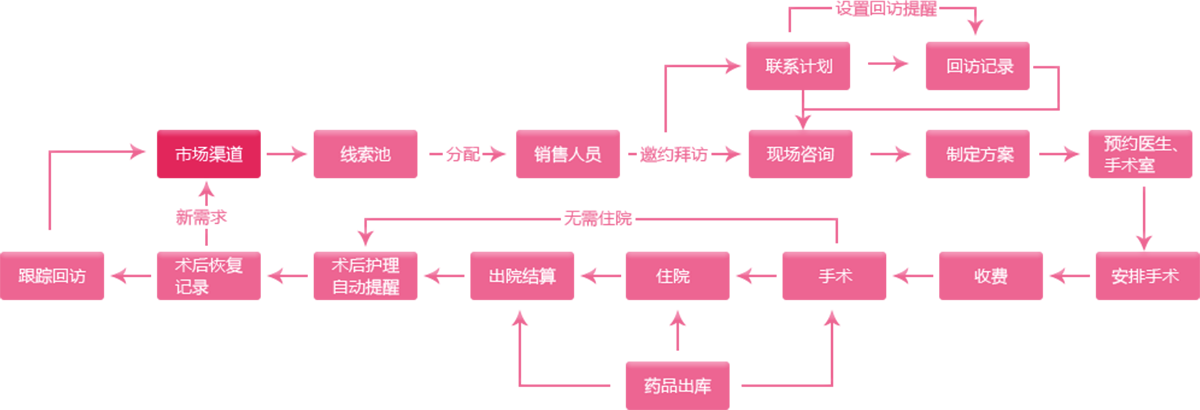 设置回访提醒
联系计划
回访记录
市场渠道
线索池
分配
销售人员
邀约拜访
现场咨询
制定方案
预约医生、
手术室
新需求
无需住院
跟踪回访
术后恢复
记录
术后护理
自动提醒
出院结算
住院
手术
收费
安排手术
药品出库